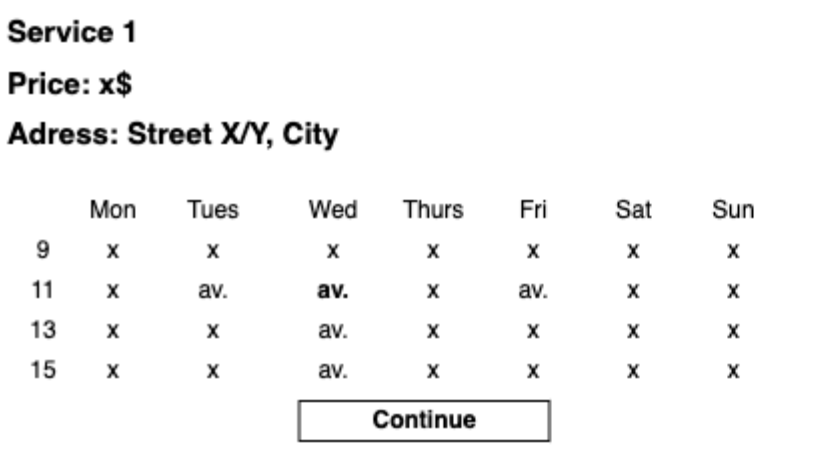 Service 1
Price: x$
Adress: Street X/Y, City
Mon Tues Wed Thurs Fri Sat Sun
9 x x x x x x x
11 x av. av. x av. x x
13 x x av. x x x x
15 x x av. x x x x
Continue